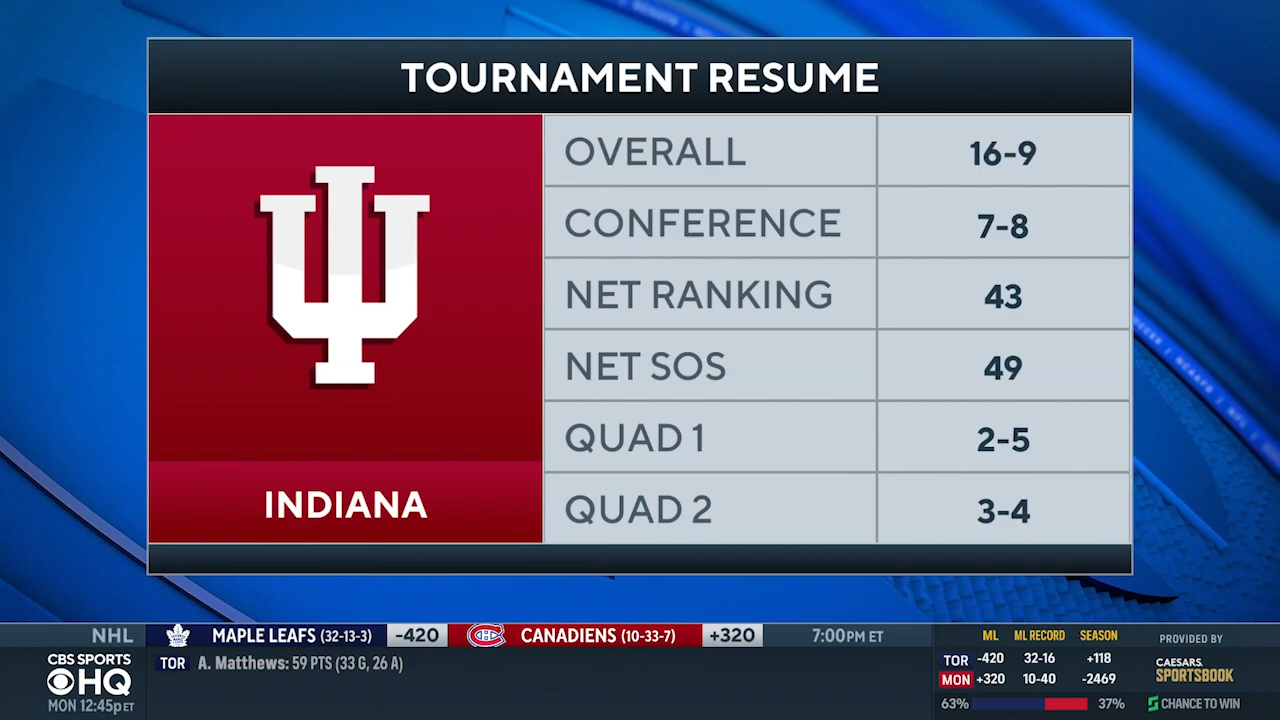 TOURNAMENT RESUME
OVERALL 16-9
CONFERENCE 7-8
NET RANKING 43
NET SOS 49
QUAD 1 2-5
QUAD 2 3-4
INDIANA
NHL MAPLE LEAFS (32-13-3) -420 CANADIENS (10-33-7) +320 7:00PM ET
CBS SPORTS HQ
MON 12:45PM ET
TOR A. Matthews: 59 PTS (33 G, 26 A)
ML ML RECORD SEASON
TOR -420 32-16 +118
MON +320 10-40 -2469
63% 37%
PROVIDED BY
CAESARS
SPORTSBOOK
CHANCE TO WIN